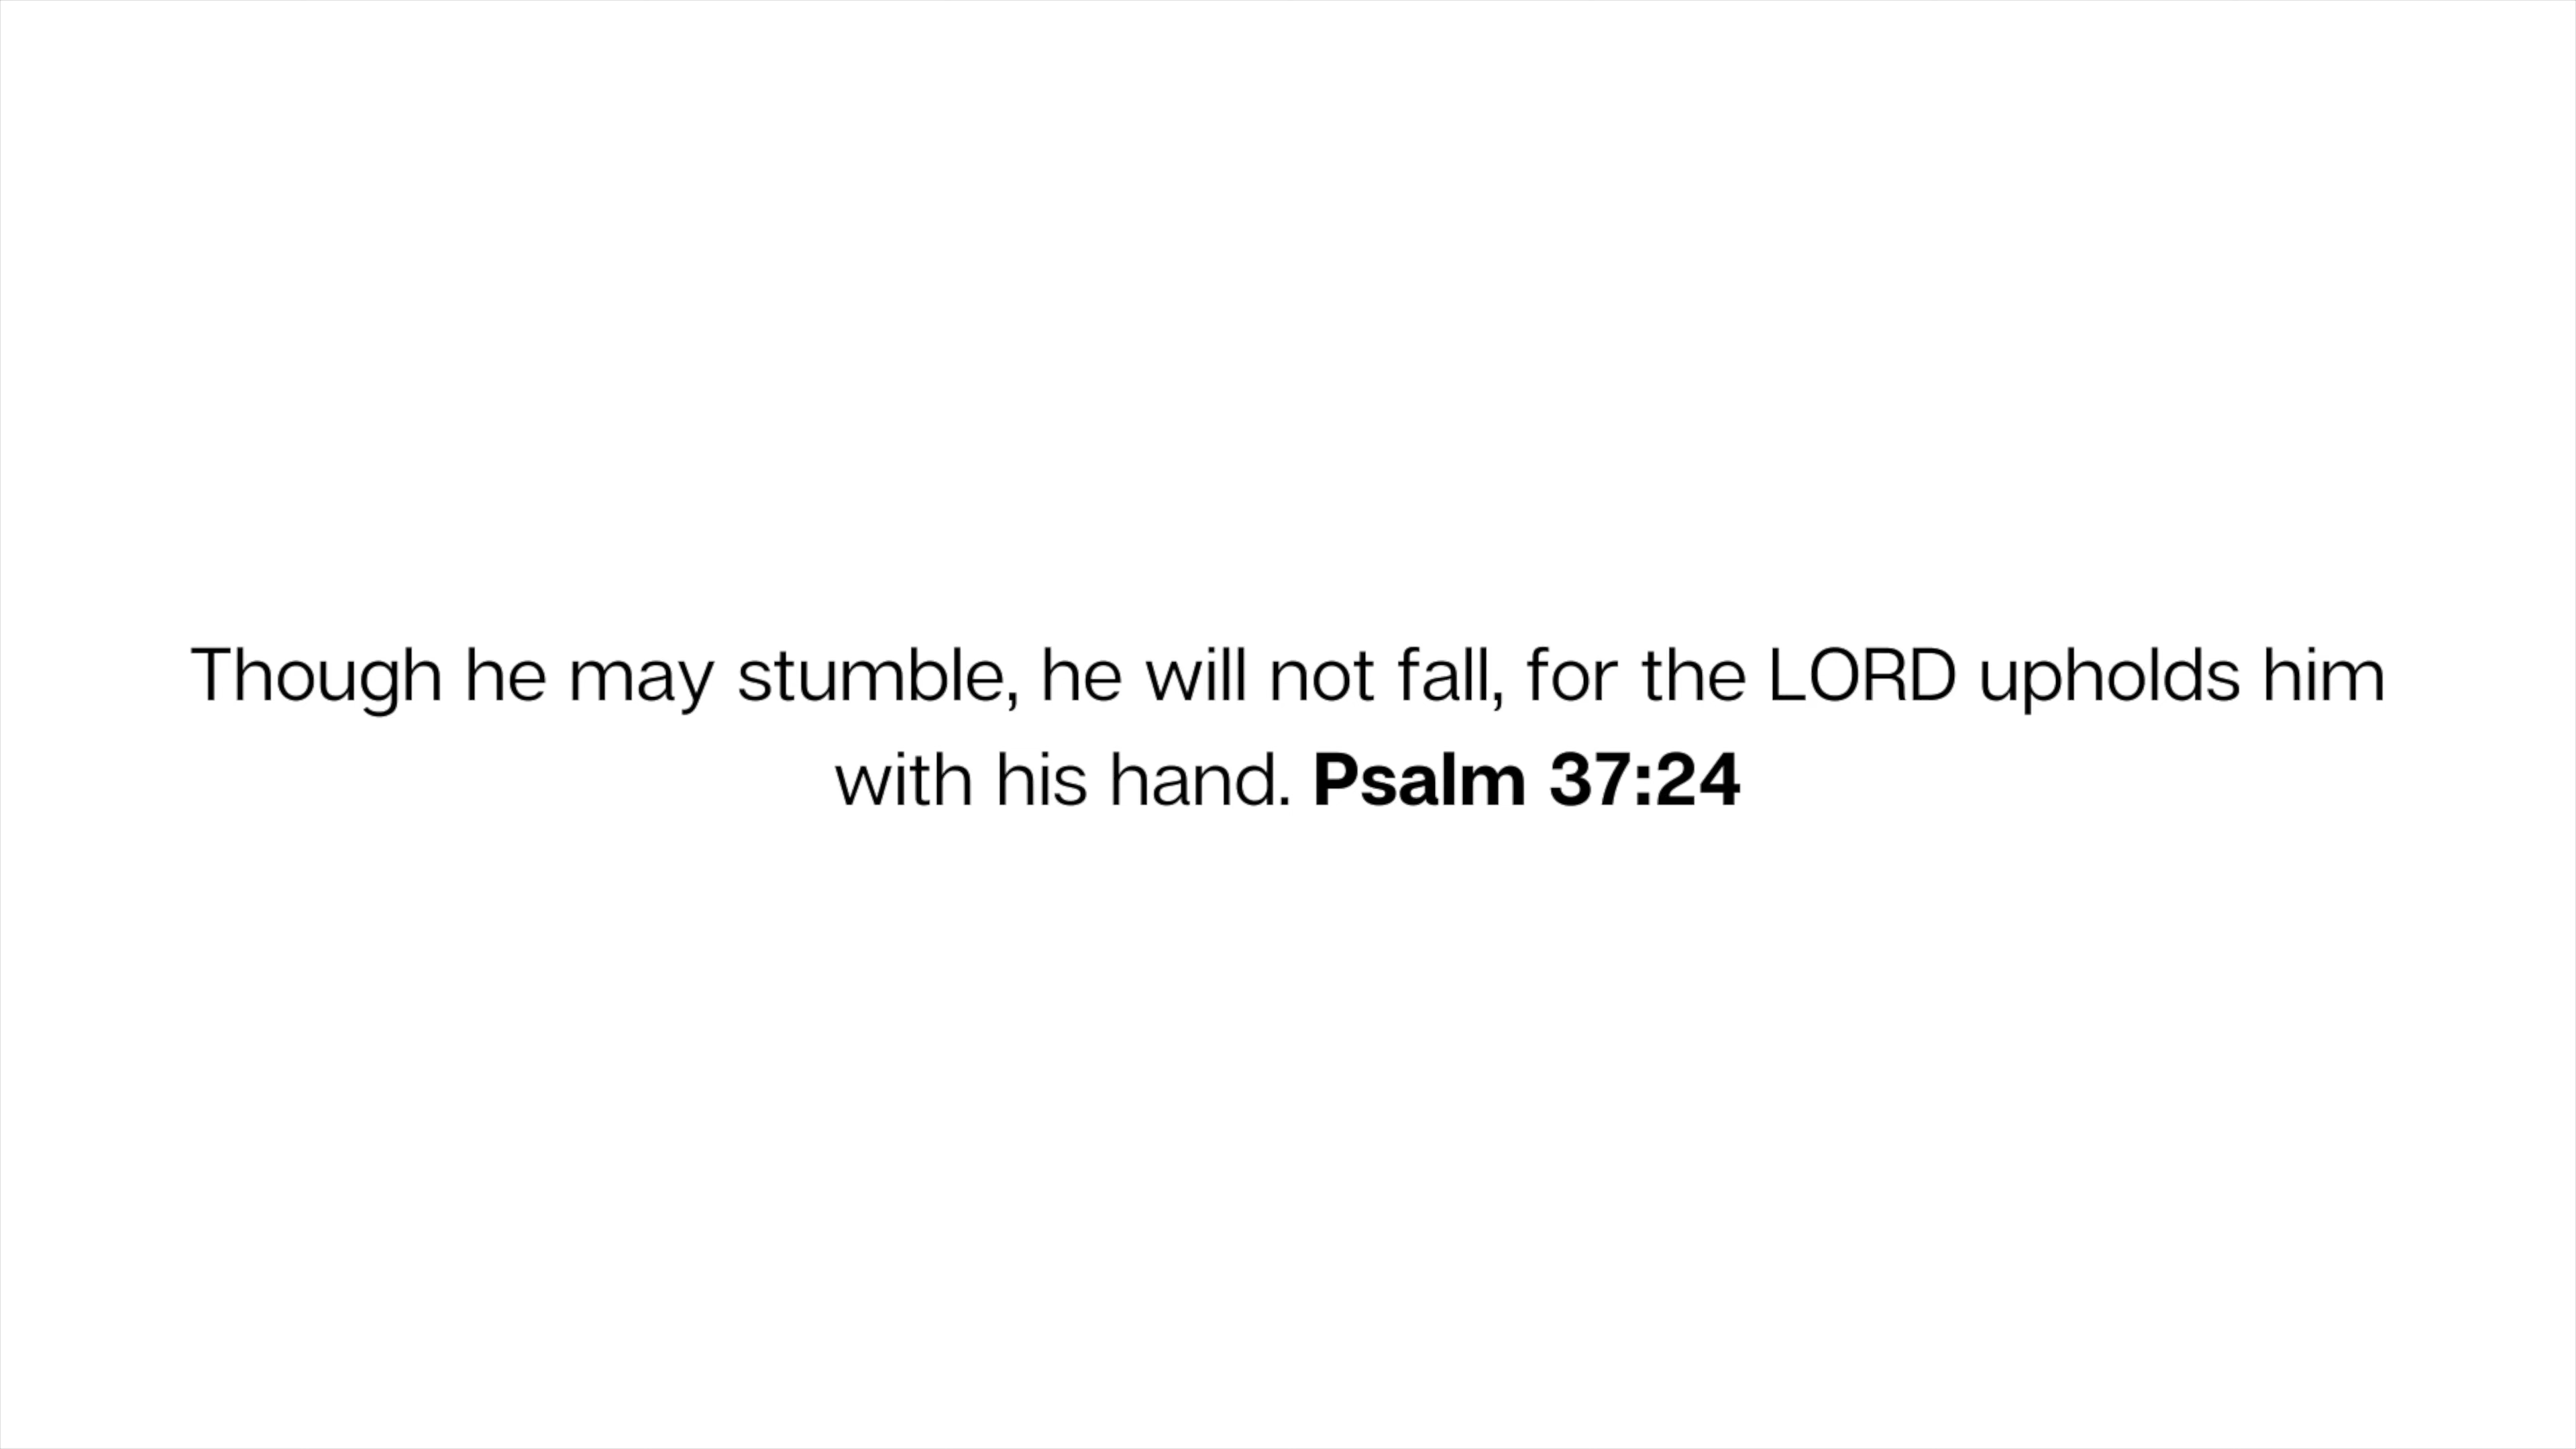 Though he may stumble, he will not fall, for the LORD upholds him
with his hand. Psalm 37:24